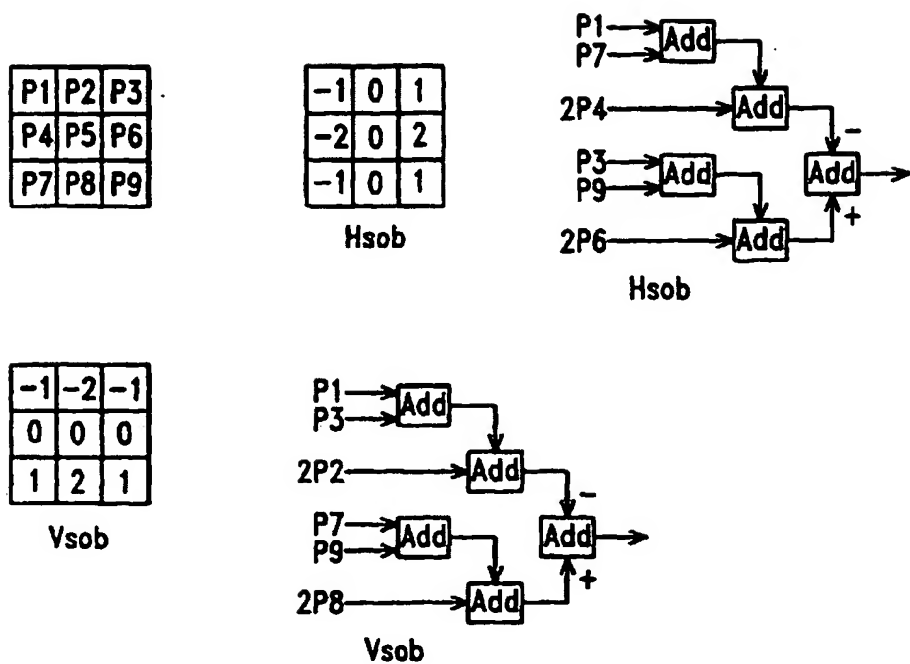 P1 P2 P3
P4 P5 P6
P7 P8 P9
-1 0 1
-2 0 2
-1 0 1
Hsob
P1
P7
Add
2P4
Add
-
P3
P9
Add
Add
+
2P6
Add
Hsob
-1 -2 -1
0 0 0
1 2 1
Vsob
P1
P3
Add
2P2
Add
-
P7
P9
Add
Add
+
2P8
Add
Vsob